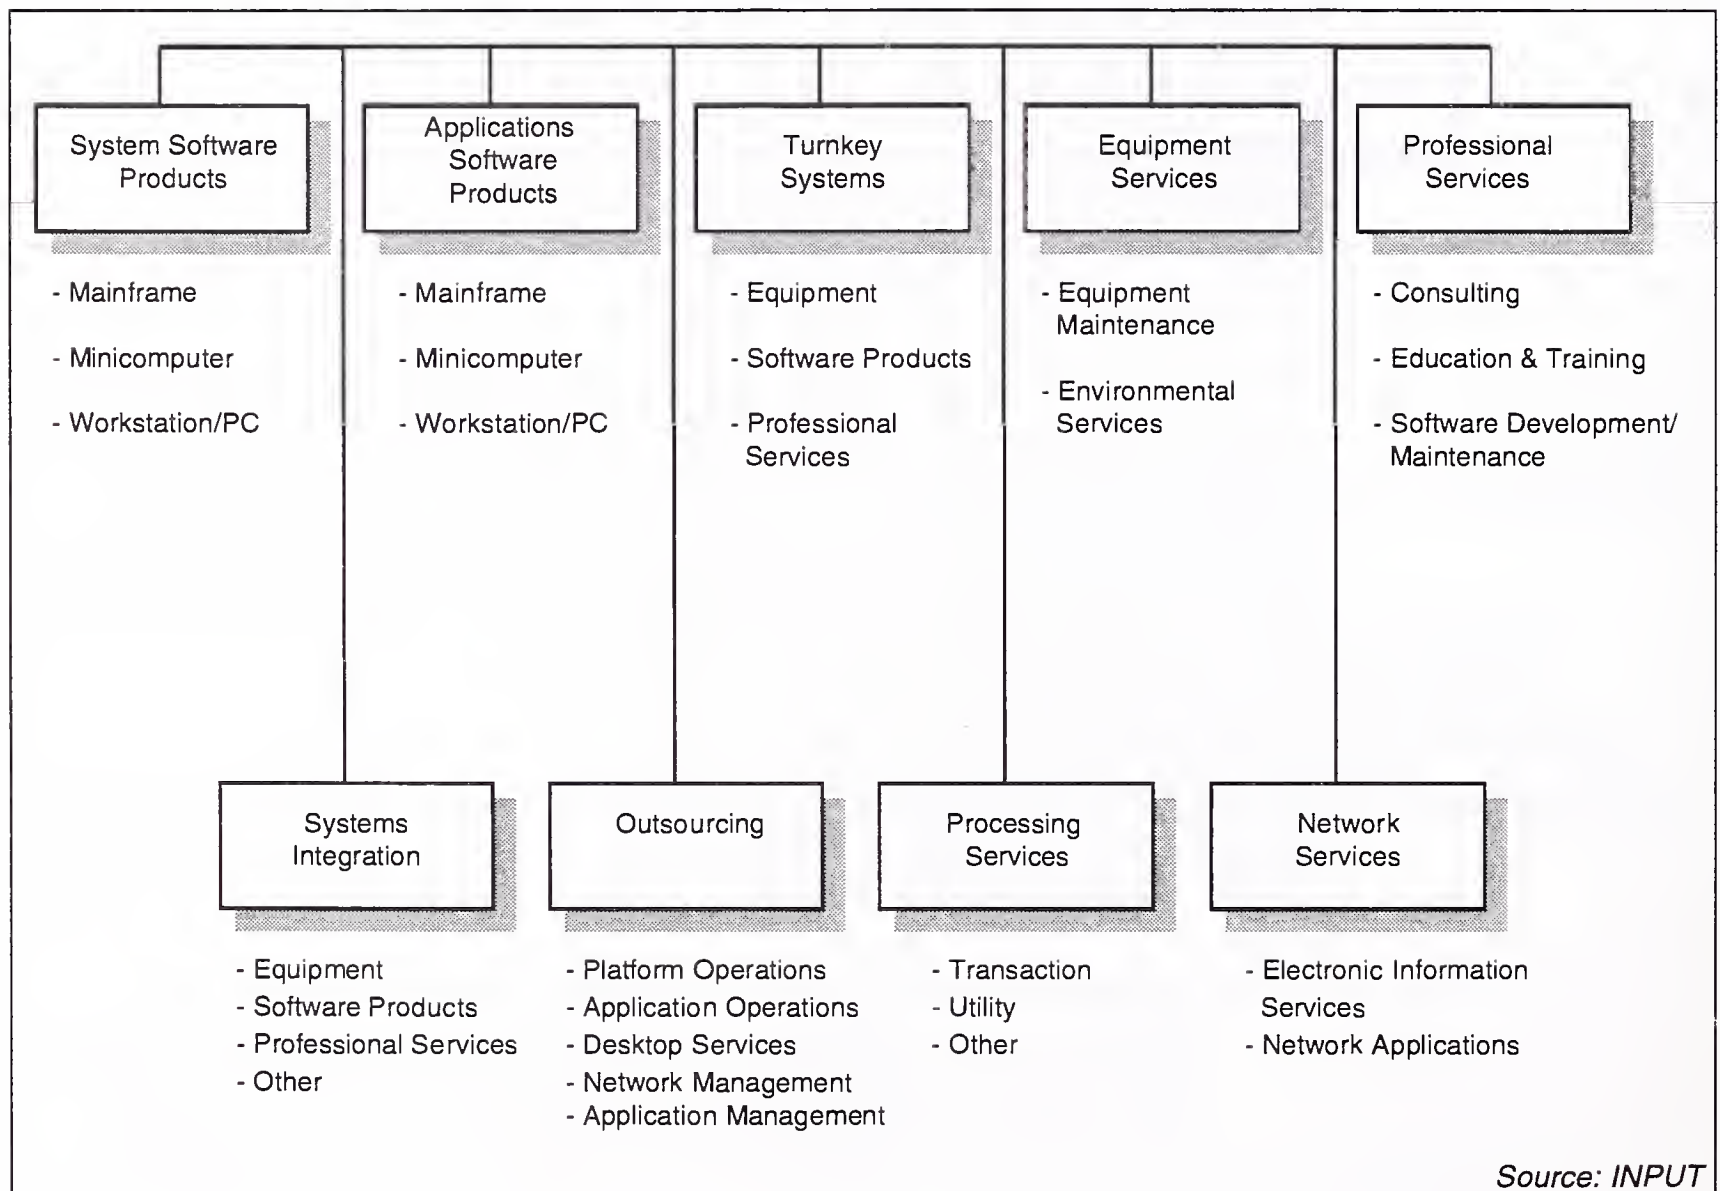 System Software
Products
- Mainframe
- Minicomputer
- Workstation/PC
Applications
Software
Products
- Mainframe
- Minicomputer
- Workstation/PC
Turnkey
Systems
- Equipment
- Software Products
- Professional
Services
Equipment
Services
- Equipment
Maintenance
- Environmental
Services
Professional
Services
- Consulting
- Education & Training
- Software Development/
Maintenance
Systems
Integration
- Equipment
- Software Products
- Professional Services
- Other
Outsourcing
- Platform Operations
- Application Operations
- Desktop Services
- Network Management
- Application Management
Processing
Services
- Transaction
- Utility
- Other
Network
Services
- Electronic Information
Services
- Network Applications
Source: INPUT